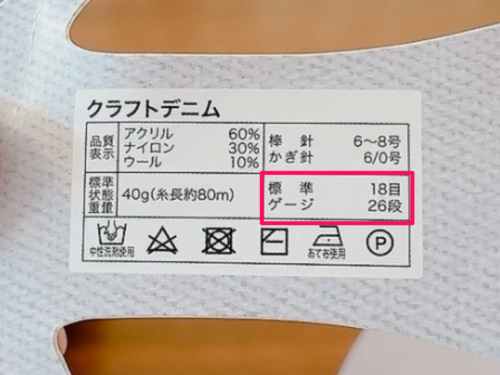 クラフトデニム
品質
表示
アクリル 60%
ナイロン 30%
ウール 10%
棒針 6～8号
かぎ針 6/0号
標準
状態
重量
40g(糸長約80m)
標準 18目
ゲージ 26段
中性洗剤使用
あて布使用
P